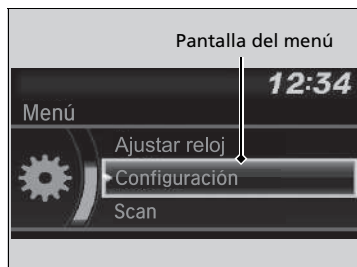 Pantalla del menú
12:34
Menú
Ajustar reloj
Configuración
Scan